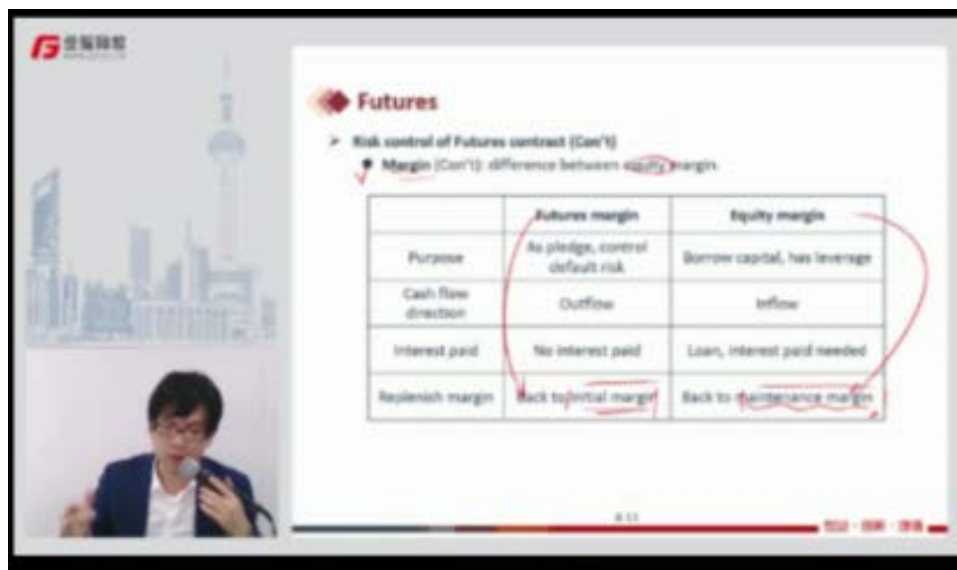 Futures
Risk control of Futures contract (Con't)
Margin (Con't): difference between equity margin.
Futures margin Equity margin
Purpose As pledge, control default risk Borrow capital, has leverage
Cash flow direction Outflow Inflow
Interest paid No interest paid Loan, interest paid needed
Replenish margin Back to initial margin Back to maintenance margin